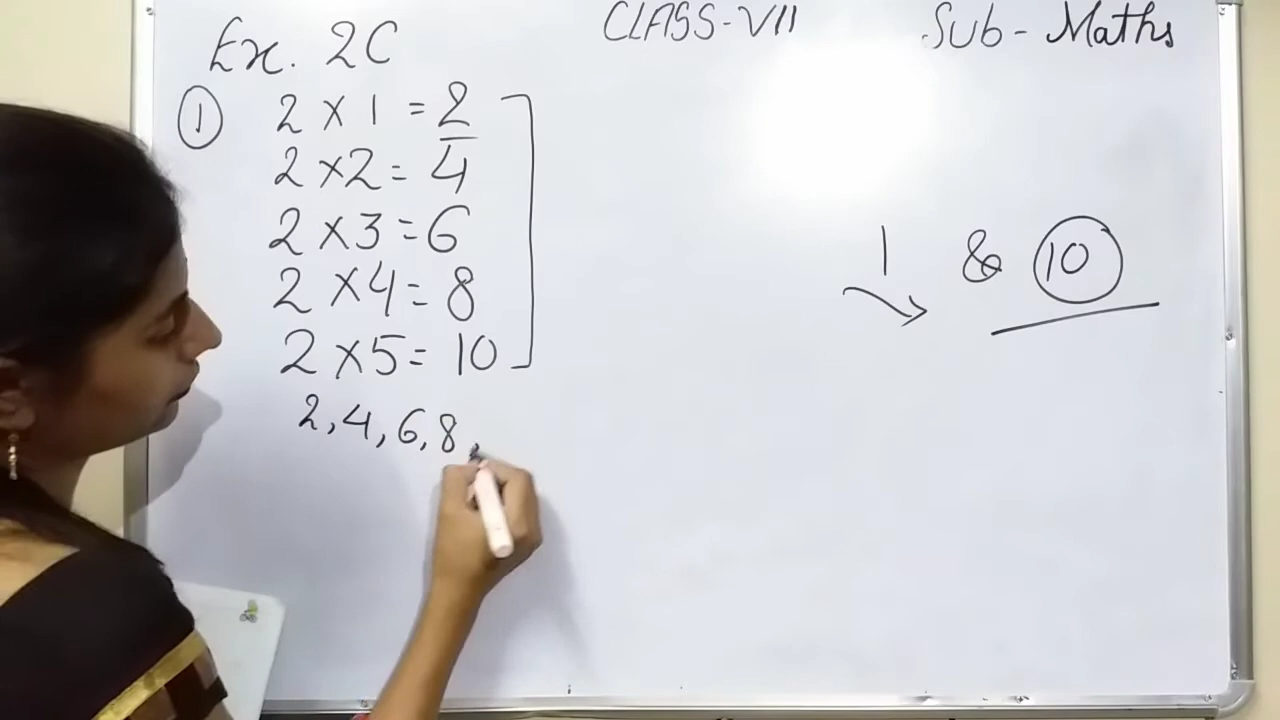 CLASS-VII Sub-Maths
Ex. 2C
1 2 × 1 = 2
2 ×2 = 4
2 ×3 = 6
2 ×4 = 8
2 ×5 = 10
2, 4, 6, 8,
1 & 10